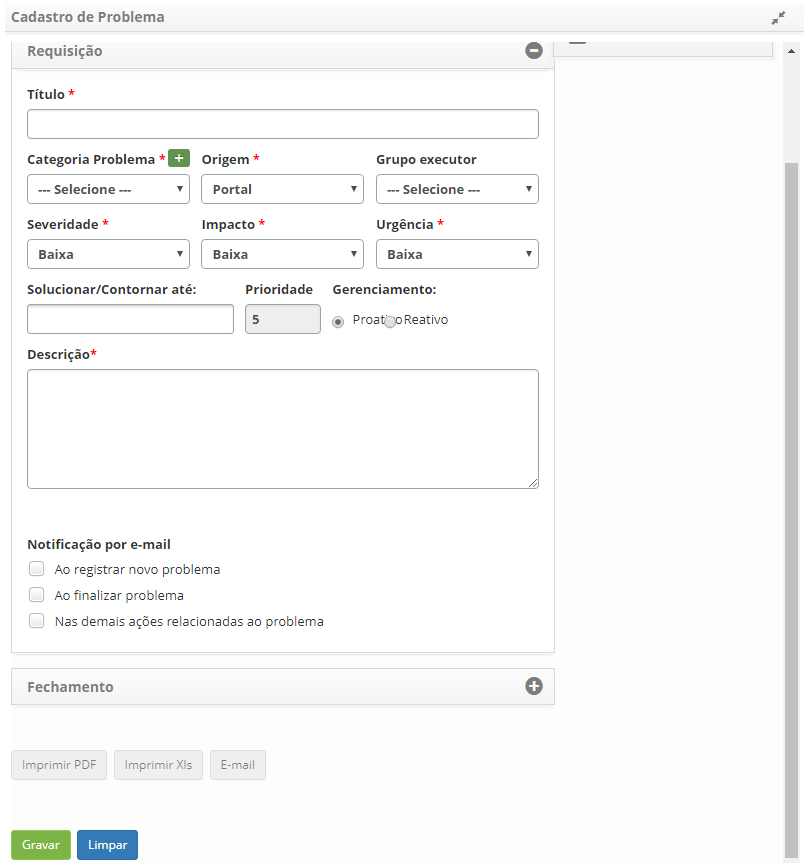 Cadastro de Problema
Requisição
Título *
Categoria Problema * + Origem * Grupo executor
--- Selecione --- Portal --- Selecione ---
Severidade * Impacto * Urgência *
Baixa Baixa Baixa
Solucionar/Contornar até: Prioridade Gerenciamento:
5 Proativo Reativo
Descrição*
Notificação por e-mail
Ao registrar novo problema
Ao finalizar problema
Nas demais ações relacionadas ao problema
Fechamento
Imprimir PDF Imprimir Xls E-mail
Gravar Limpar